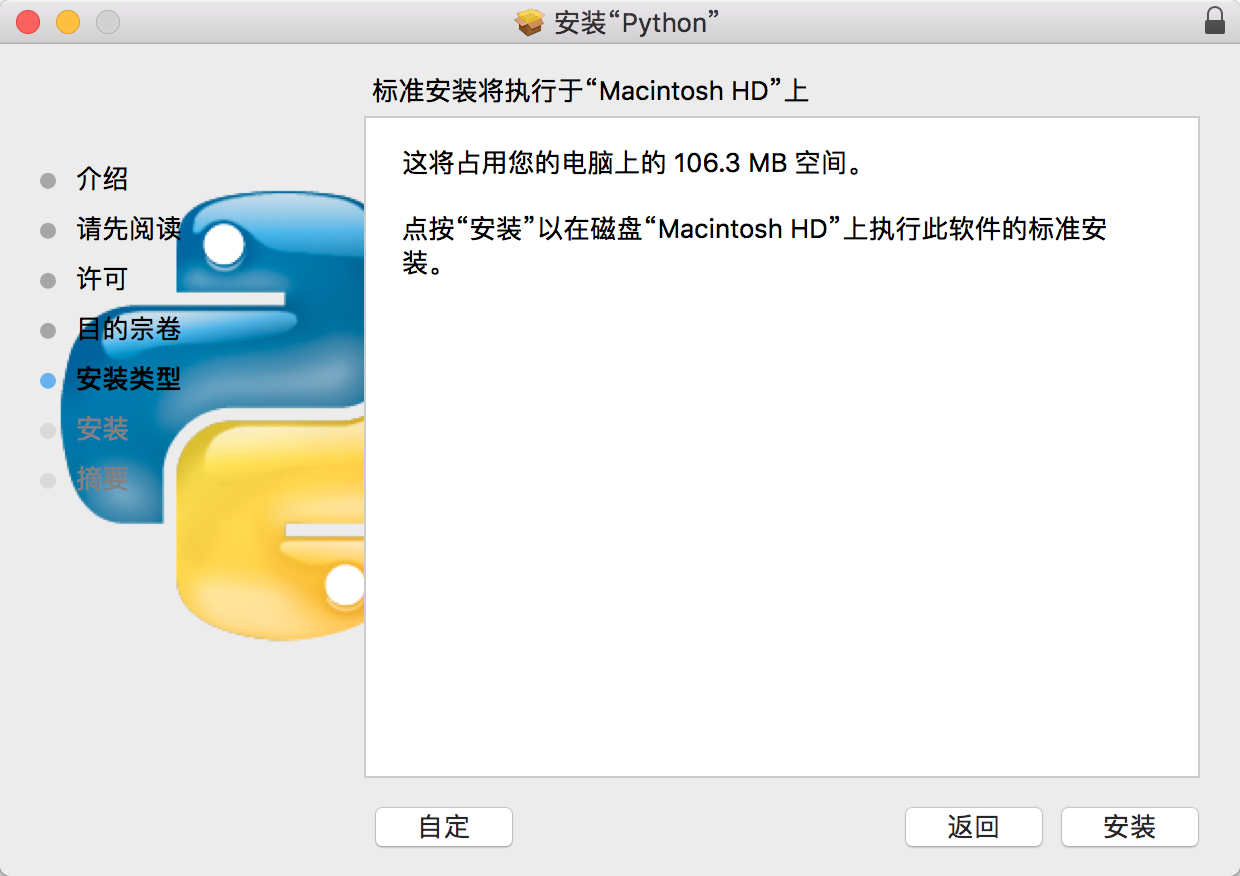 安装“Python”
标准安装将执行于“Macintosh HD”上
介绍
请先阅读
许可
目的宗卷
安装类型
安装
摘要
这将占用您的电脑上的 106.3 MB 空间。
点按“安装”以在磁盘“Macintosh HD”上执行此软件的标准安
装。
自定
返回
安装